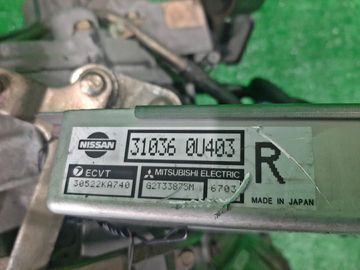 NISSAN
31036 0U403
R
ECVT
30522KA740
MITSUBISHI ELECTRIC
G2T33873M 6703
MADE IN JAPAN